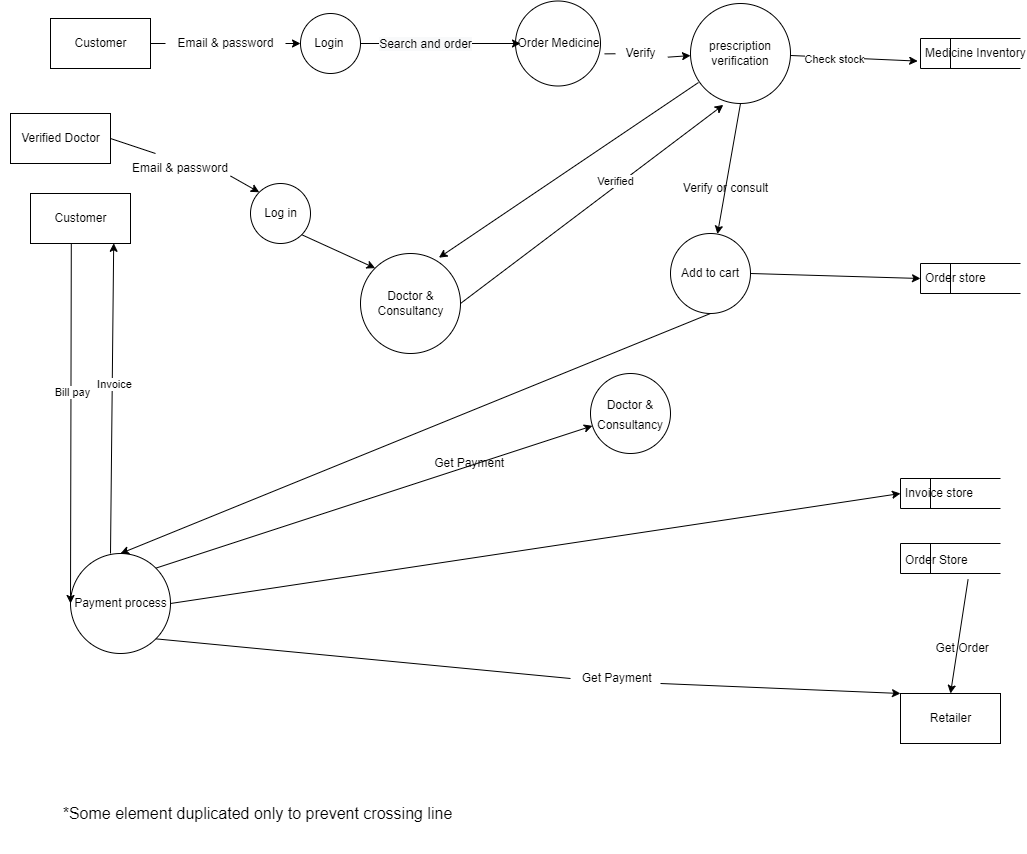 Customer
Email & password
Login
Search and order
Order Medicine
Verify
prescription
verification
Check stock
Medicine Inventory
Verified Doctor
Email & password
Log in
Verified
Verify or consult
Customer
Doctor &
Consultancy
Add to cart
Order store
Bill pay
Invoice
Doctor &
Consultancy
Get Payment
Invoice store
Order Store
Payment process
Get Order
Get Payment
Retailer
*Some element duplicated only to prevent crossing line